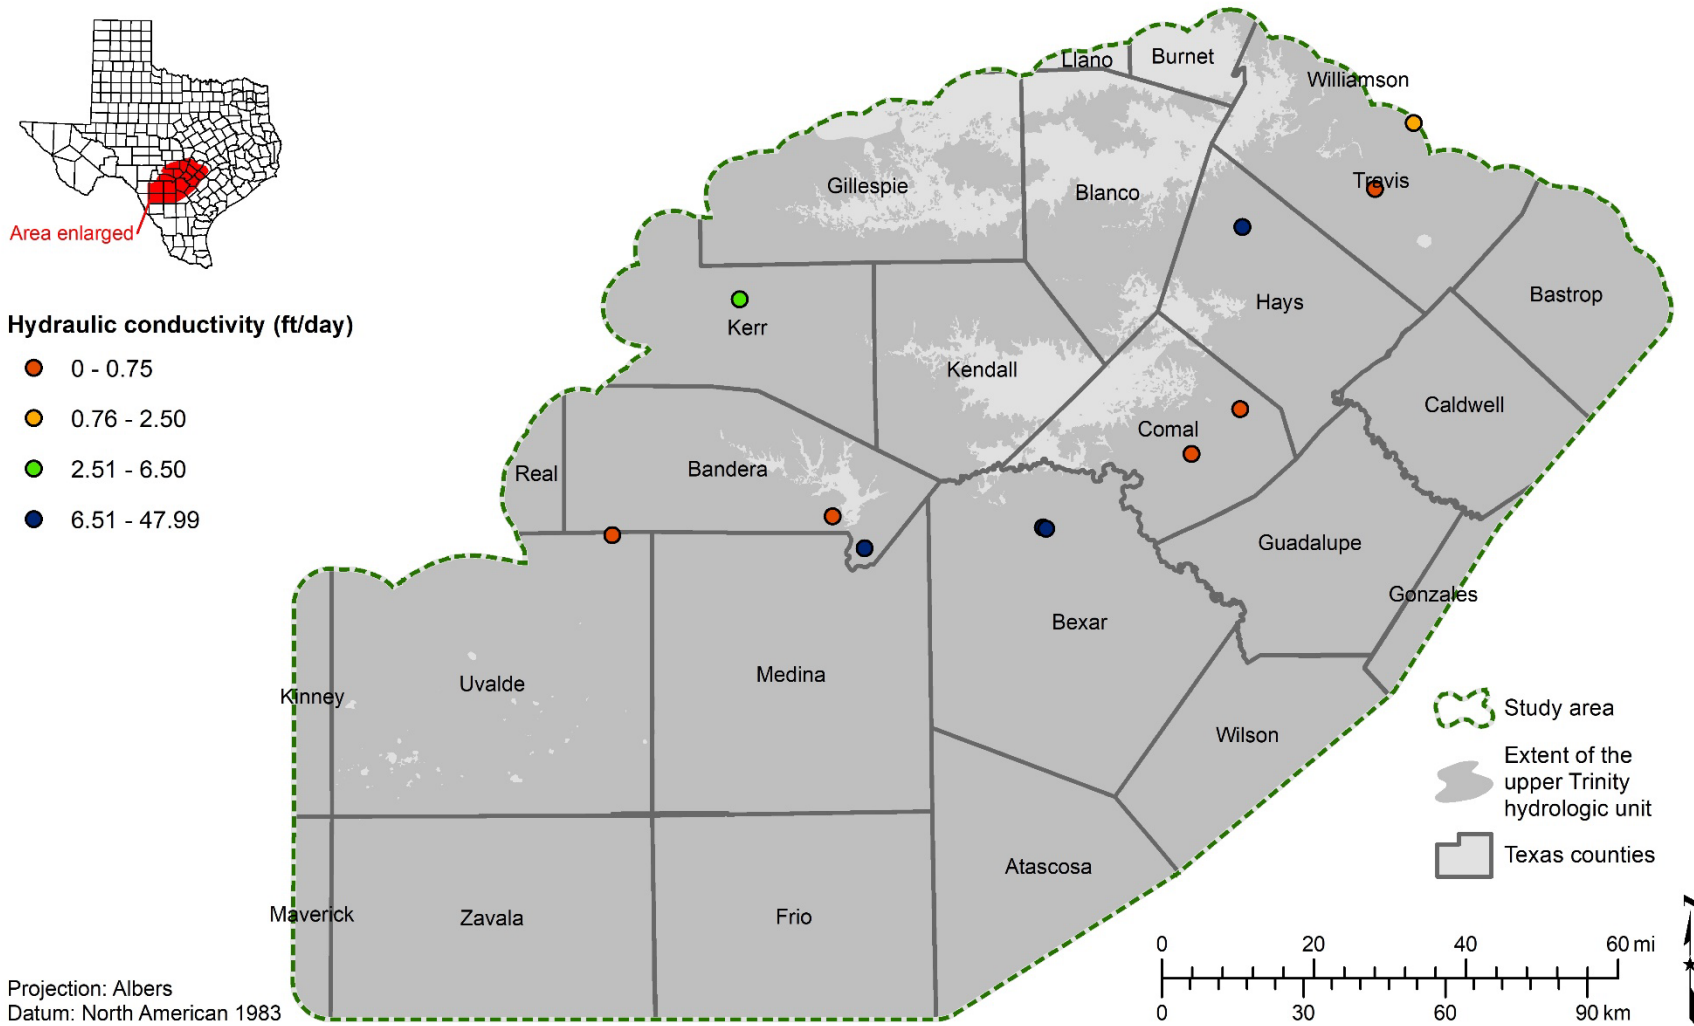 Area enlarged
Hydraulic conductivity (ft/day)
0 - 0.75
0.76 - 2.50
2.51 - 6.50
6.51 - 47.99
Llano
Burnet
Williamson
Gillespie
Blanco
Travis
Hays
Bastrop
Kerr
Kendall
Caldwell
Comal
Real
Bandera
Guadalupe
Gonzales
Bexar
Kinney
Uvalde
Medina
Wilson
Atascosa
Maverick
Zavala
Frio
Study area
Extent of the
upper Trinity
hydrologic unit
Texas counties
0 20 40 60 mi
0 30 60 90 km
Projection: Albers
Datum: North American 1983